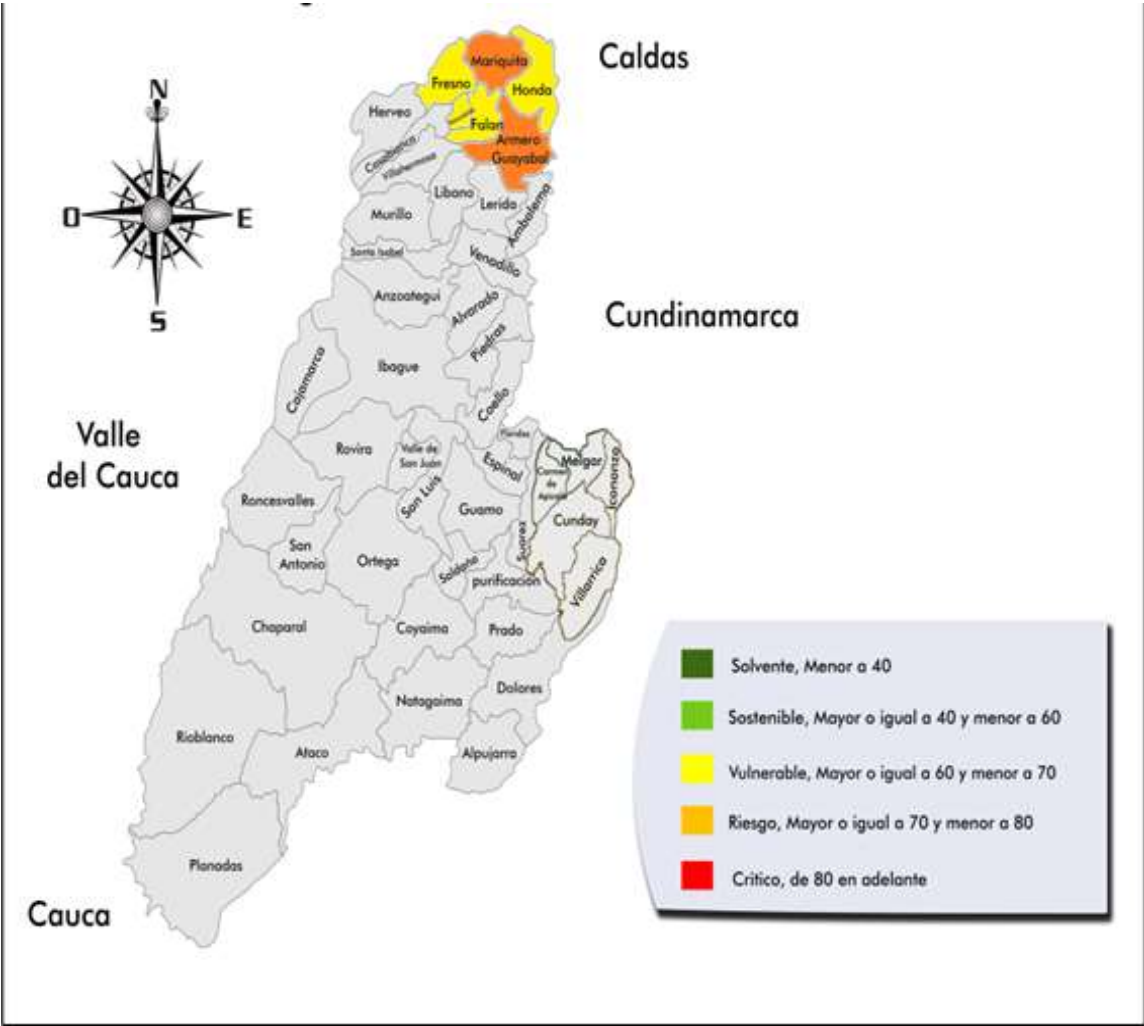 Caldas
Mariquita
Fresno
Honda
N
Herveo
Falan
Armero
Guayabal
Casabianca
Villahermosa
Libano
Lerida
Ambalema
O
E
Murillo
Santa Isabel
Venadillo
S
Anzoategui
Alvarado
Cundinamarca
Piedras
Ibague
Cajamarca
Coello
Valle
del Cauca
Rovira
Valle de
San Juán
Espinal
Flandes
Melgar
Carmen
de
Apicala
Icononzo
Roncesvalles
San Luis
Guamo
Cunday
San
Antonio
Ortega
Suarez
Saldaña
purificación
Villarrica
Chaparal
Coyaima
Prado
Natagaima
Dolores
Rioblanco
Ataco
Alpujarra
Planadas
Cauca
Solvente, Menor a 40
Sostenible, Mayor o igual a 40 y menor a 60
Vulnerable, Mayor o igual a 60 y menor a 70
Riesgo, Mayor o igual a 70 y menor a 80
Critico, de 80 en adelante